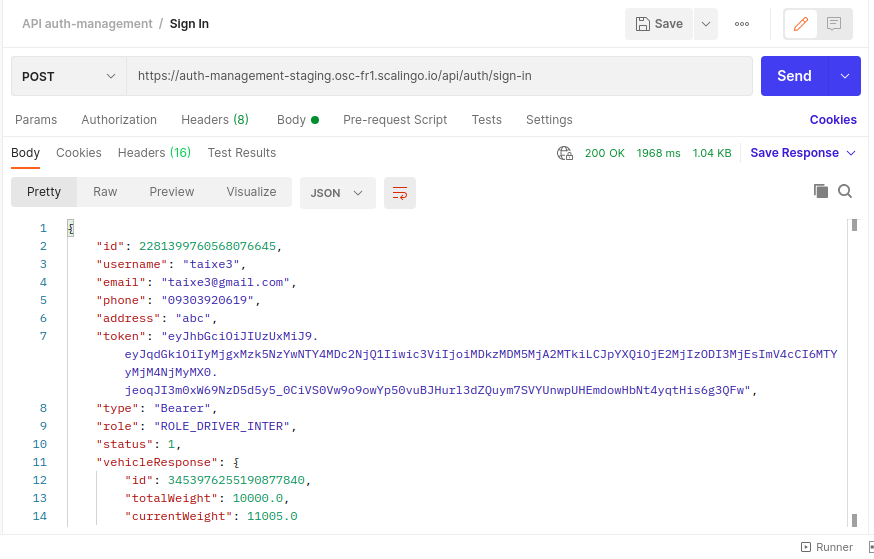 API auth-management / Sign In
Save
POST
https://auth-management-staging.osc-fr1.scalingo.io/api/auth/sign-in
Send
Params Authorization Headers (8) Body Pre-request Script Tests Settings Cookies
Body Cookies Headers (16) Test Results 200 OK 1968 ms 1.04 KB Save Response
Pretty Raw Preview Visualize JSON
1 {
2 "id": 2281399760568076645,
3 "username": "taixe3",
4 "email": "taixe3@gmail.com",
5 "phone": "09303920619",
6 "address": "abc",
7 "token": "eyJhbGciOiJIUzUxMiJ9.
eyJqdGkiOiIyMjgxMzk5NzYwNTY4MDc2NjQ1Iiwic3ViIjoiMDkzMDM5MjA2MTkiLCJpYXQiOjE2MjIzODI3MjEsImV4cCI6MTY
yMjM4NjMyMX0.
jeoqJI3m0xW69NzD5d5y5_0CiVS0Vw9o9owYp50vuBJHurl3dZQuym7SVYUnwpUHEmdowHbNt4yqtHis6g3QFw",
8 "type": "Bearer",
9 "role": "ROLE_DRIVER_INTER",
10 "status": 1,
11 "vehicleResponse": {
12 "id": 3453976255190877840,
13 "totalWeight": 10000.0,
14 "currentWeight": 11005.0
Runner